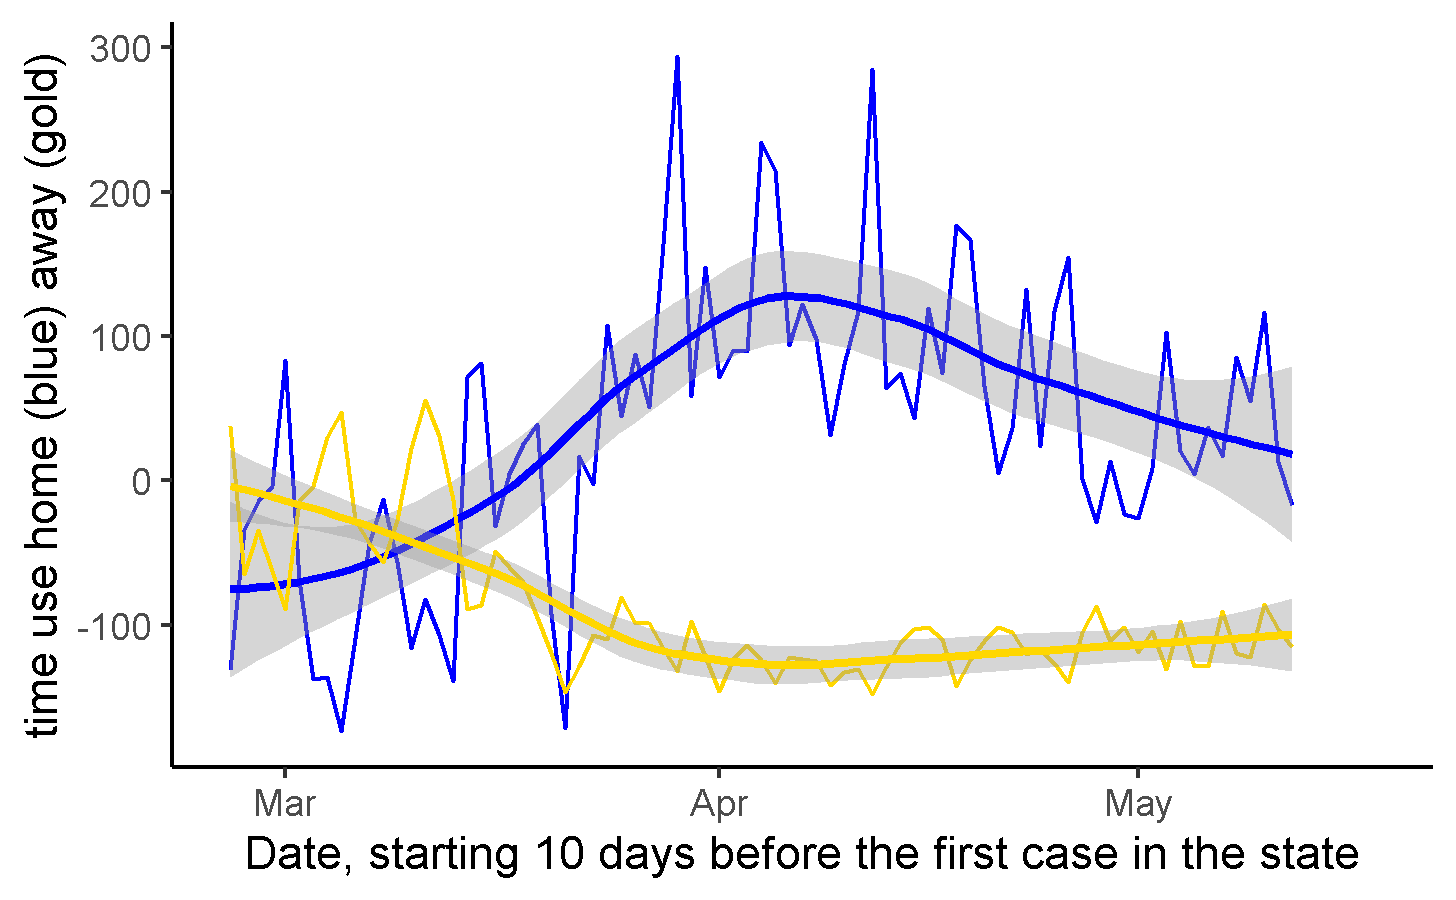 time use home (blue) away (gold)
300
200
100
0
-100
Mar
Apr
May
Date, starting 10 days before the first case in the state